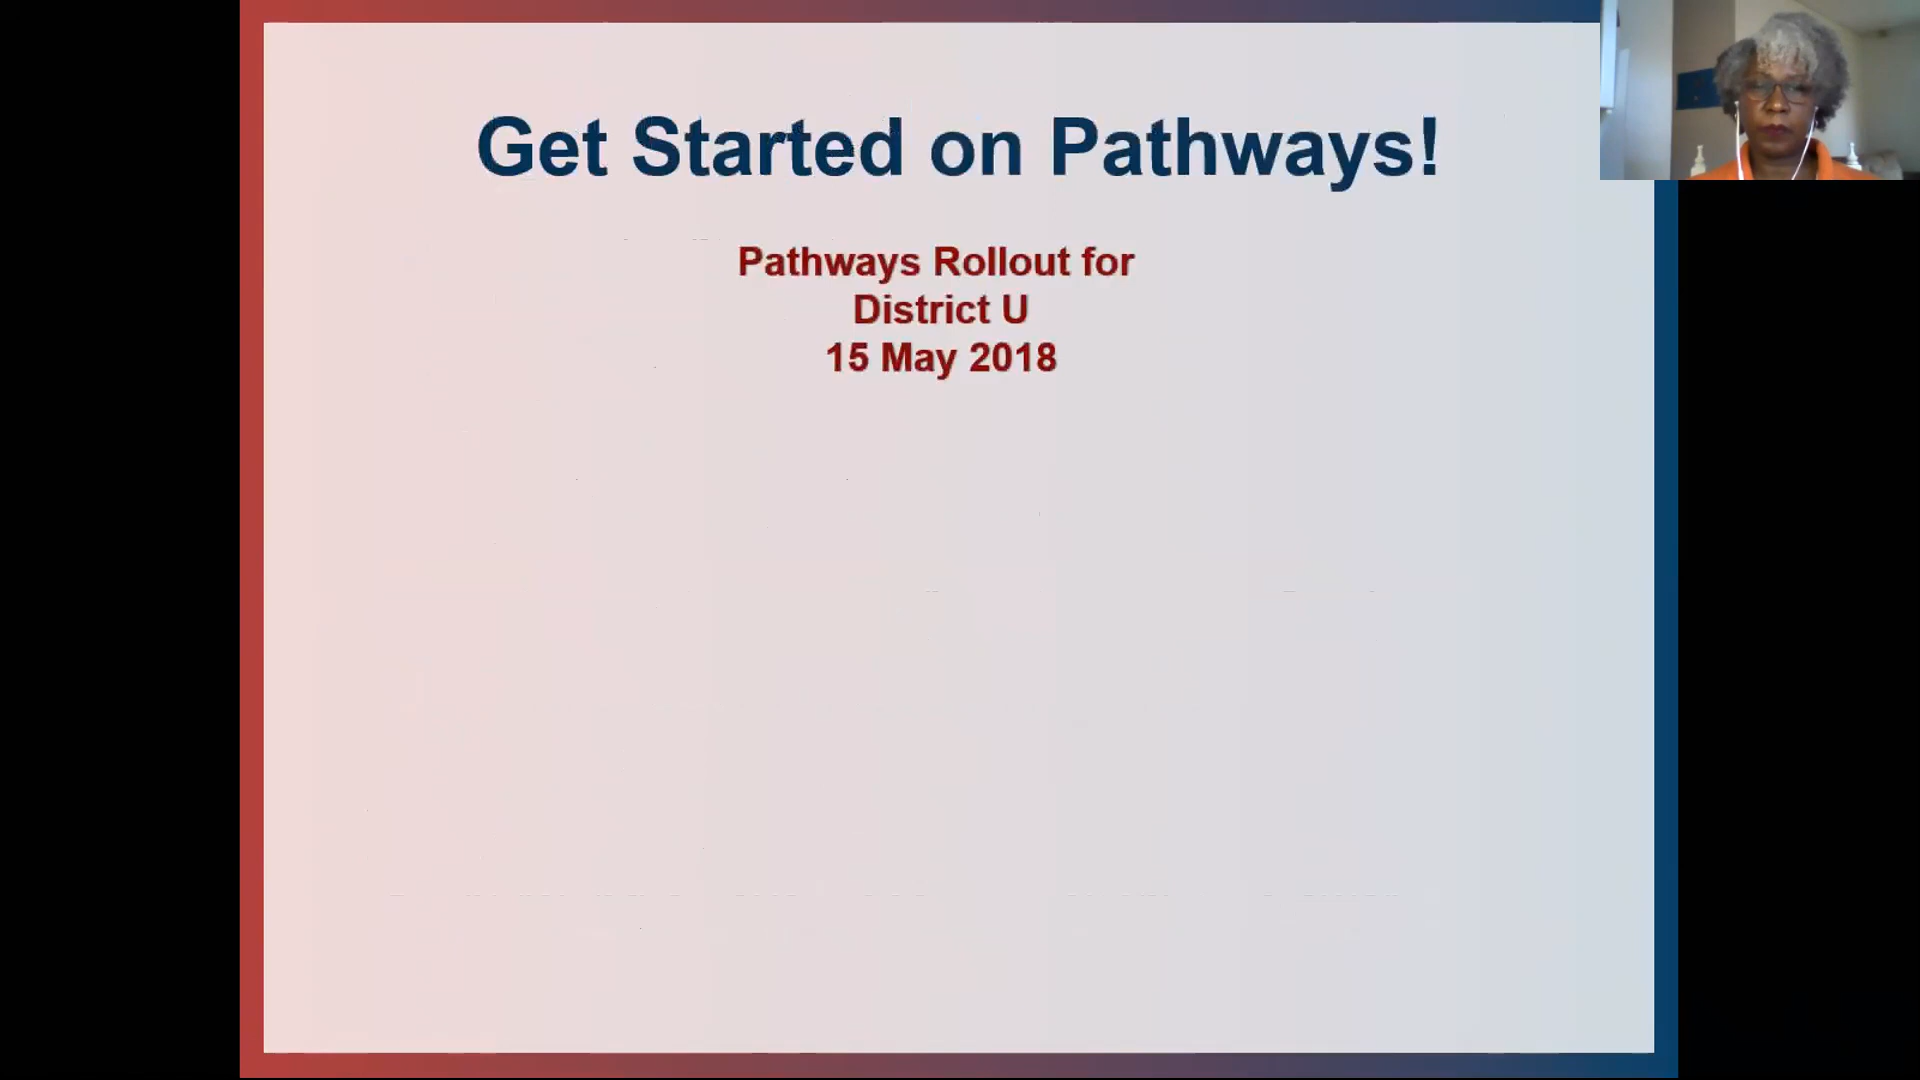 Get Started on Pathways!
Pathways Rollout for
District U
15 May 2018